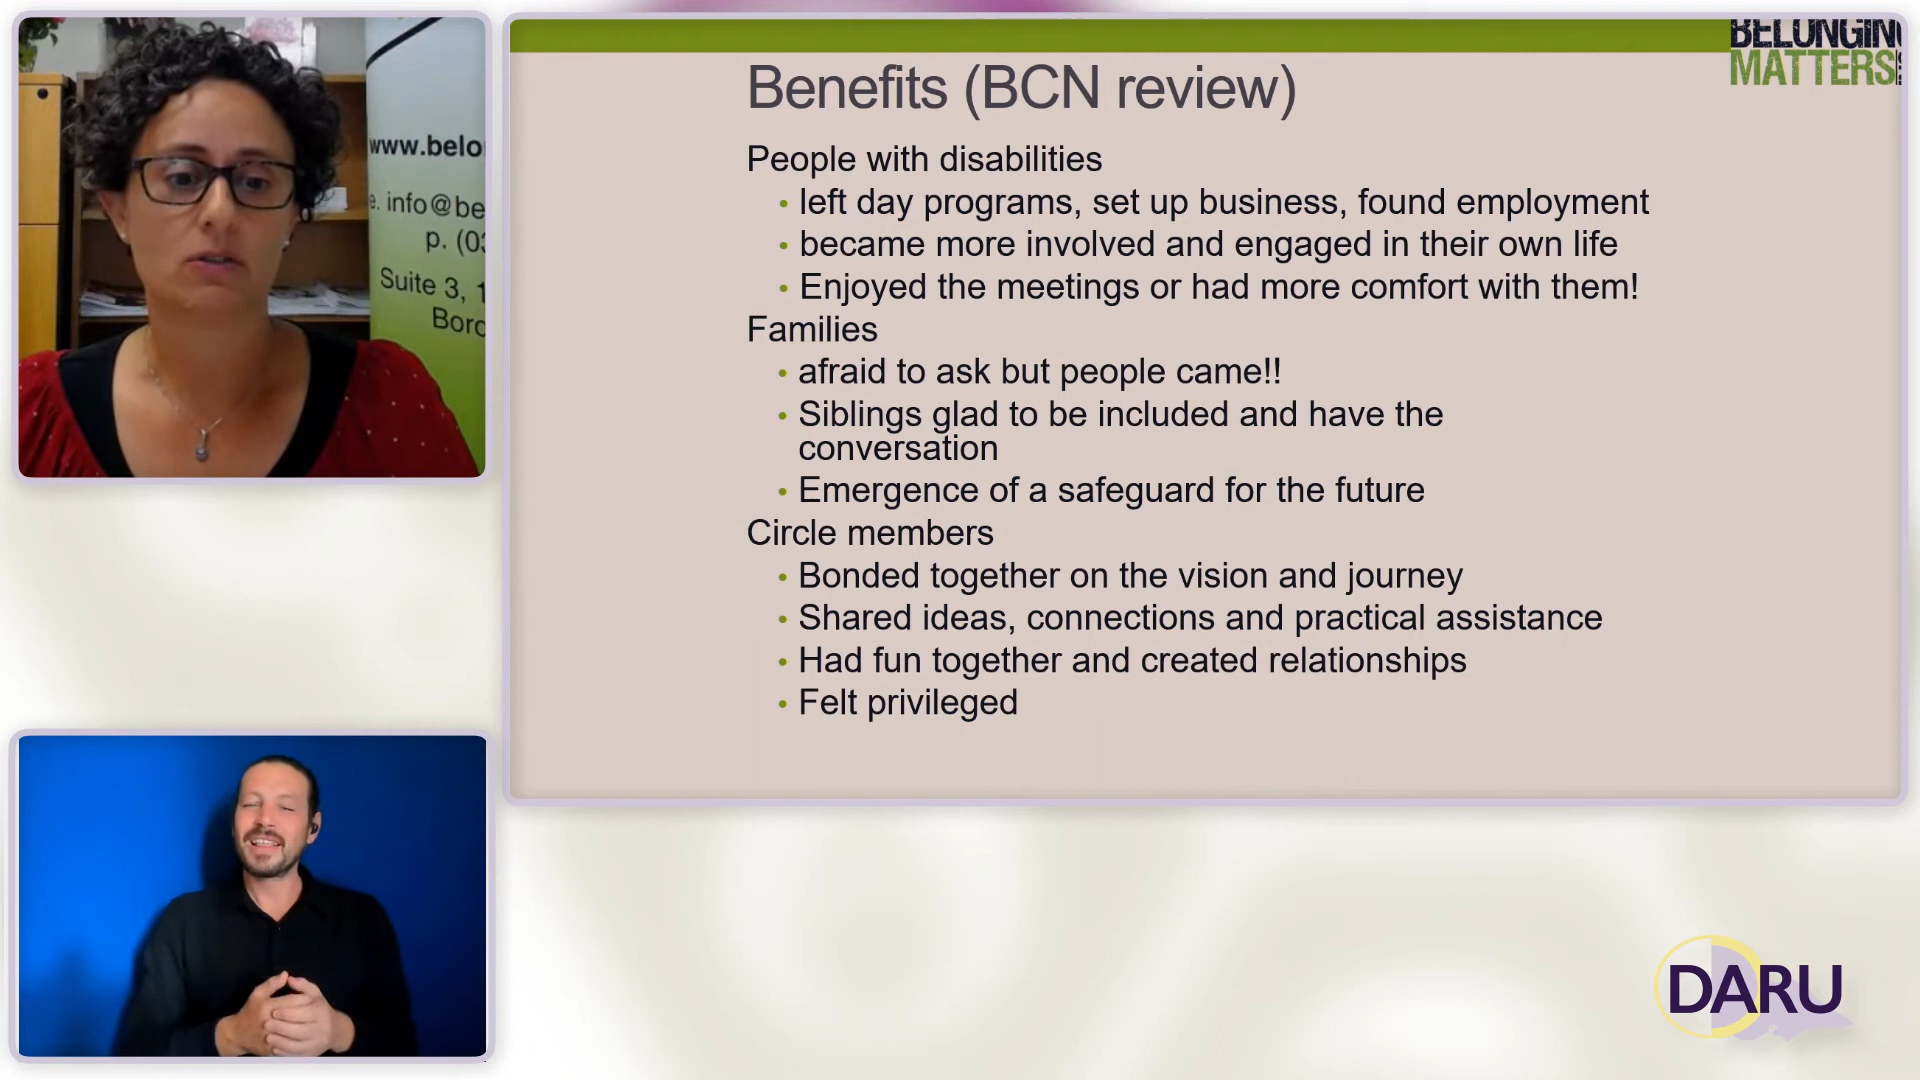 www.belo
e. info@be
p. (03
Suite 3, 1
Boro
BELONGING
MATTERS
Benefits (BCN review)
People with disabilities
• left day programs, set up business, found employment
• became more involved and engaged in their own life
• Enjoyed the meetings or had more comfort with them!
Families
• afraid to ask but people came!!
• Siblings glad to be included and have the
conversation
• Emergence of a safeguard for the future
Circle members
• Bonded together on the vision and journey
• Shared ideas, connections and practical assistance
• Had fun together and created relationships
• Felt privileged
DARU